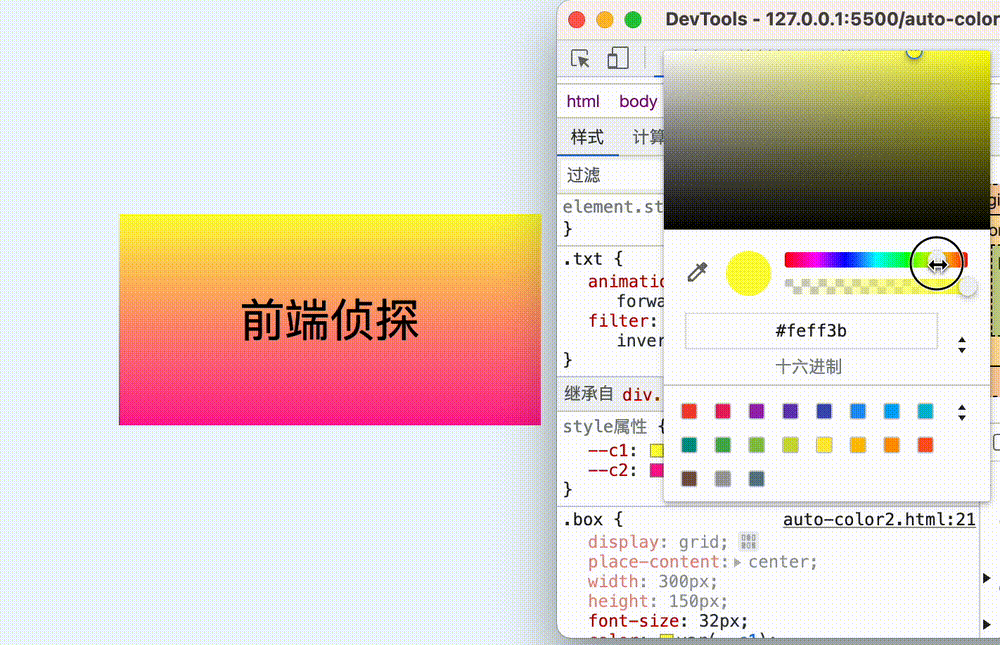 DevTools - 127.0.0.1:5500/auto-color
html body
样式 计算
过滤
element.st
}
.txt {
animatio
forwa
filter:
inver
}
继承自 div.
style属性 {
--c1:
--c2:
}
.box {
auto-color2.html:21
display: grid;
place-content: center;
width: 300px;
height: 150px;
font-size: 32px;
#feff3b
十六进制
前端侦探